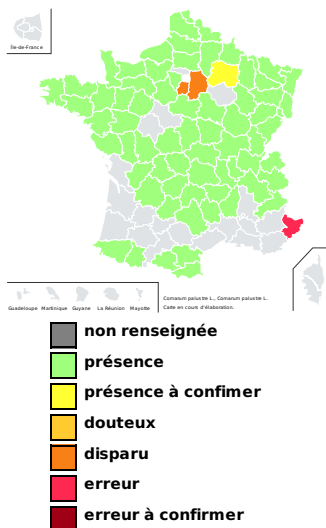 Île-de-France
Guadeloupe Martinique Guyane La Réunion Mayotte
Comarum palustre L., Comarum palustre L.
Carte en cours d'élaboration.
non renseignée
présence
présence à confimer
douteux
disparu
erreur
erreur à confirmer